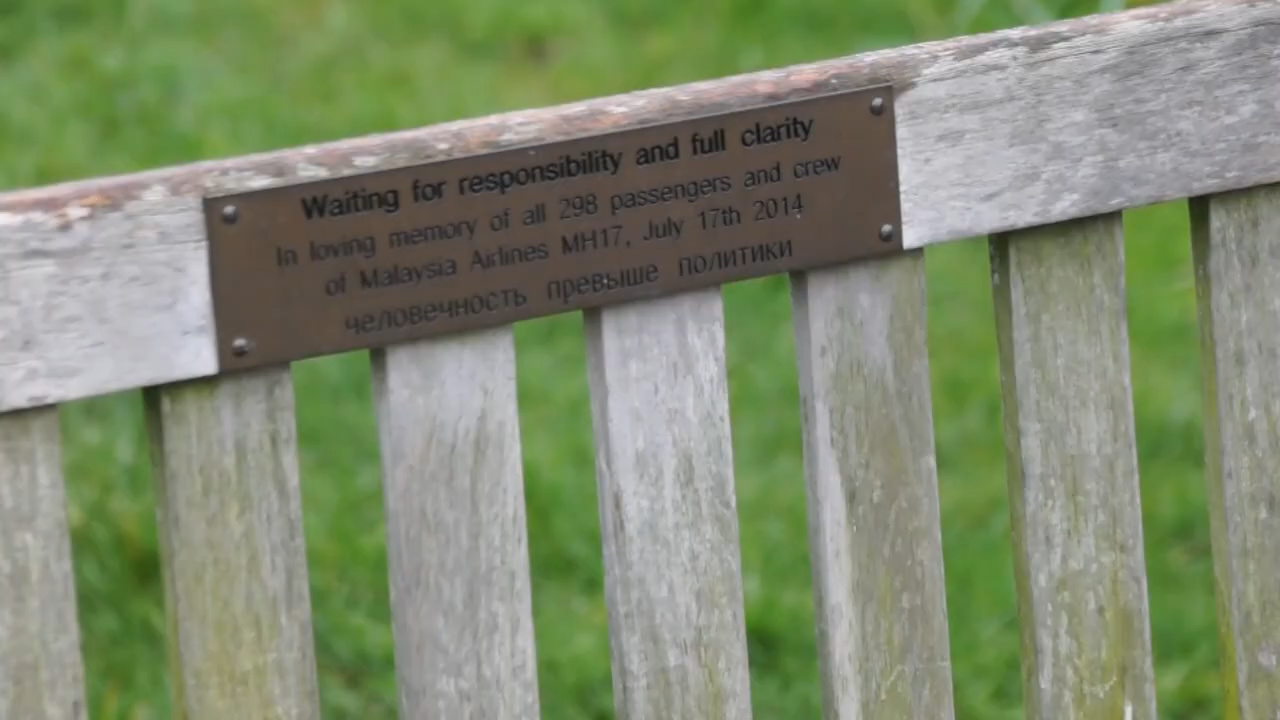 Waiting for responsibility and full clarity
In loving memory of all 298 passengers and crew
of Malaysia Airlines MH17, July 17th 2014
человечность превыше политики